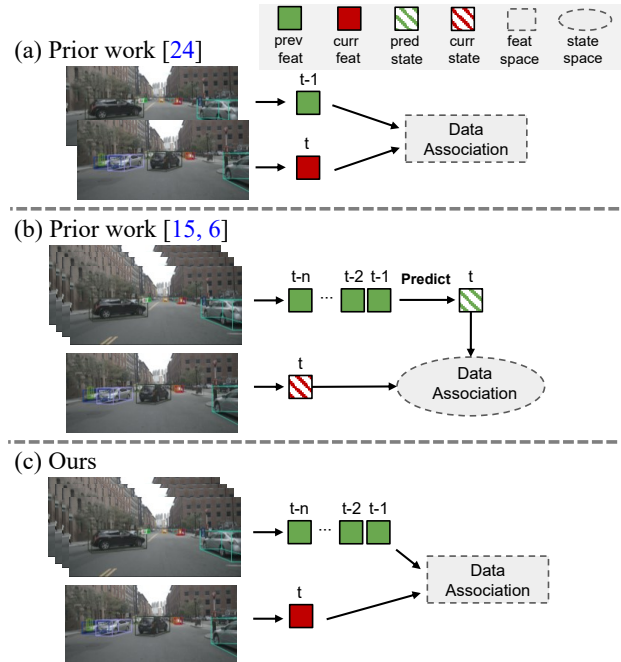 (a) Prior work [24]
prev feat
curr feat
pred state
curr state
feat space
state space
t-1
t
Data
Association
(b) Prior work [15, 6]
t-n ... t-2 t-1
Predict
t
t
Data
Association
(c) Ours
t-n ... t-2 t-1
t
Data
Association